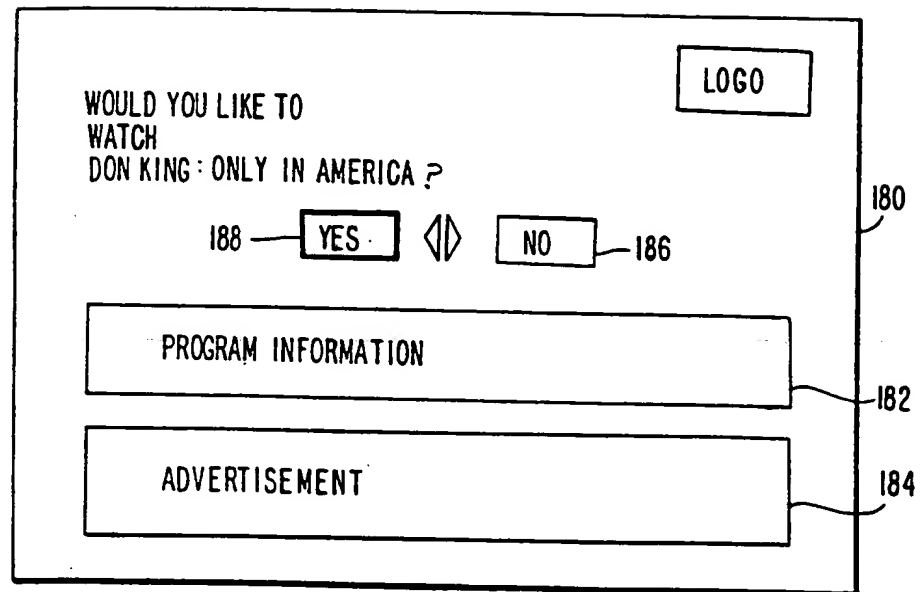 LOGO
WOULD YOU LIKE TO
WATCH
DON KING: ONLY IN AMERICA ?
180
188 YES NO 186
PROGRAM INFORMATION
182
ADVERTISEMENT
184